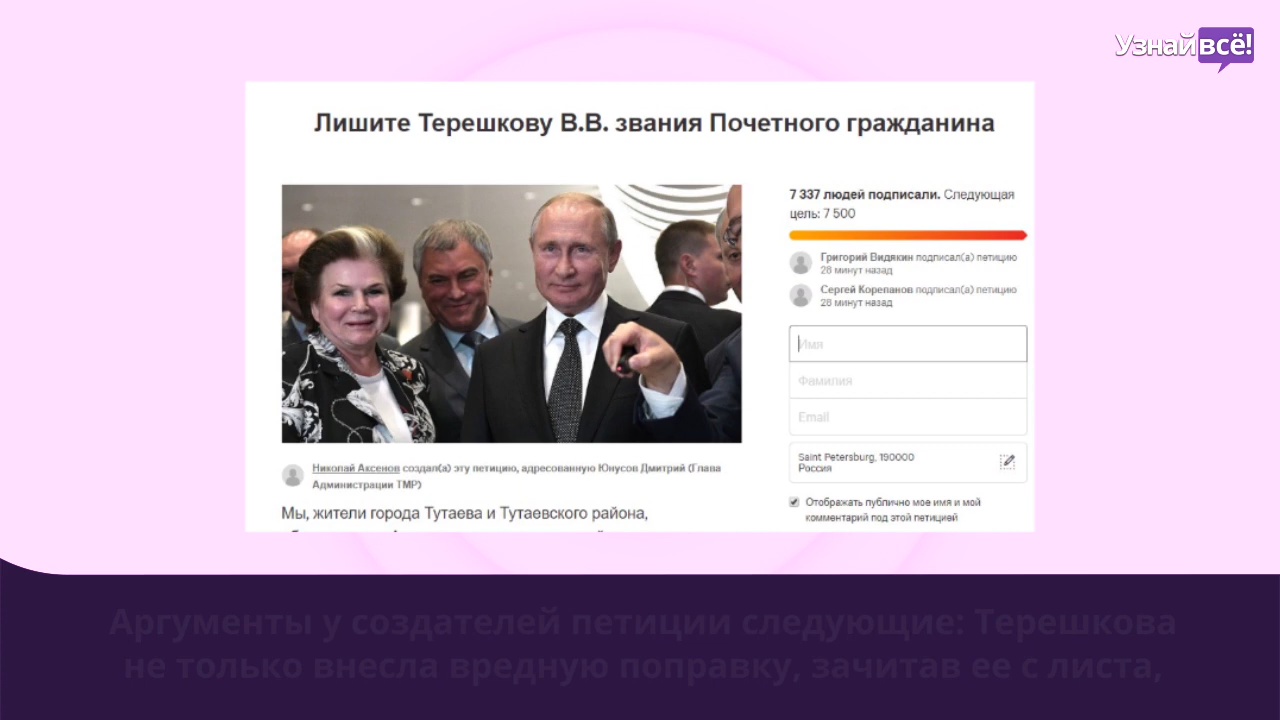 Узнай всё!
Лишите Терешкову В.В. звания Почетного гражданина
7 337 людей подписали. Следующая
цель: 7 500
Григорий Видякин подписал(а) петицию
28 минут назад
Сергей Корепанов подписал(а) петицию
28 минут назад
Имя
Фамилия
Email
Saint Petersburg, 190000
Россия
Отображать публично мое имя и мой
комментарий под этой петицией
Николай Аксенов создал(а) эту петицию, адресованную Юнусов Дмитрий (Глава
Администрации ТМР)
Мы, жители города Тутаева и Тутаевского района,
Аргументы у создателей петиции следующие: Терешкова
не только внесла вредную поправку, зачитав ее с листа,